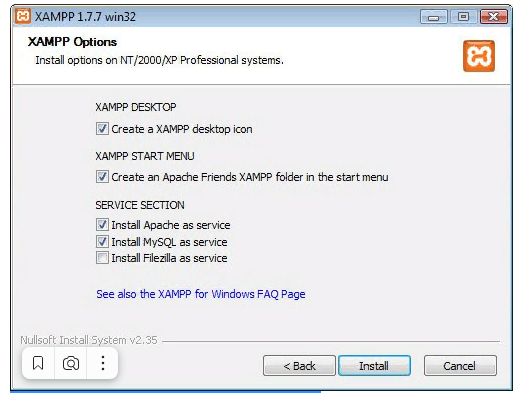 XAMPP 1.7.7 win32
XAMPP Options
Install options on NT/2000/XP Professional systems.
XAMPP DESKTOP
Create a XAMPP desktop icon
XAMPP START MENU
Create an Apache Friends XAMPP folder in the start menu
SERVICE SECTION
Install Apache as service
Install MySQL as service
Install Filezilla as service
See also the XAMPP for Windows FAQ Page
Nullsoft Install System v2.35
< Back Install Cancel